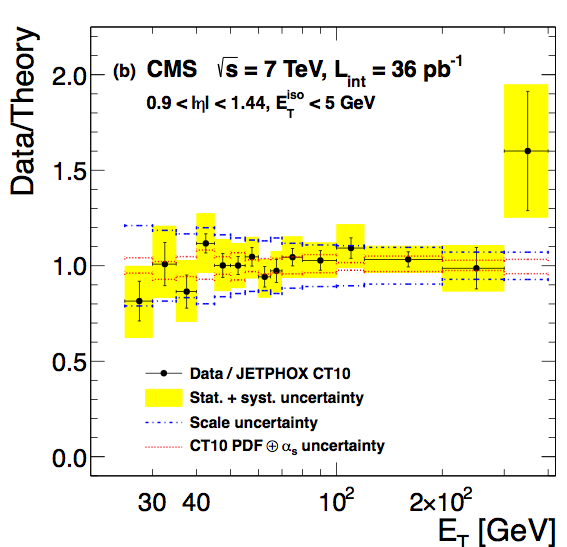 Data/Theory
2.0
1.5
1.0
0.5
0.0
(b) CMS √s = 7 TeV, L_int = 36 pb⁻¹
0.9 < |η| < 1.44, E_T^iso < 5 GeV
Data / JETPHOX CT10
Stat. + syst. uncertainty
Scale uncertainty
CT10 PDF ⊕ α_s uncertainty
30 40 10² 2×10²
E_T [GeV]